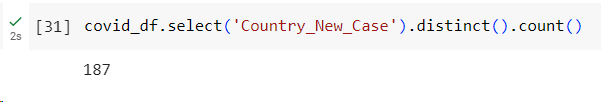 [31] covid_df.select('Country_New_Case').distinct().count()
2s
187